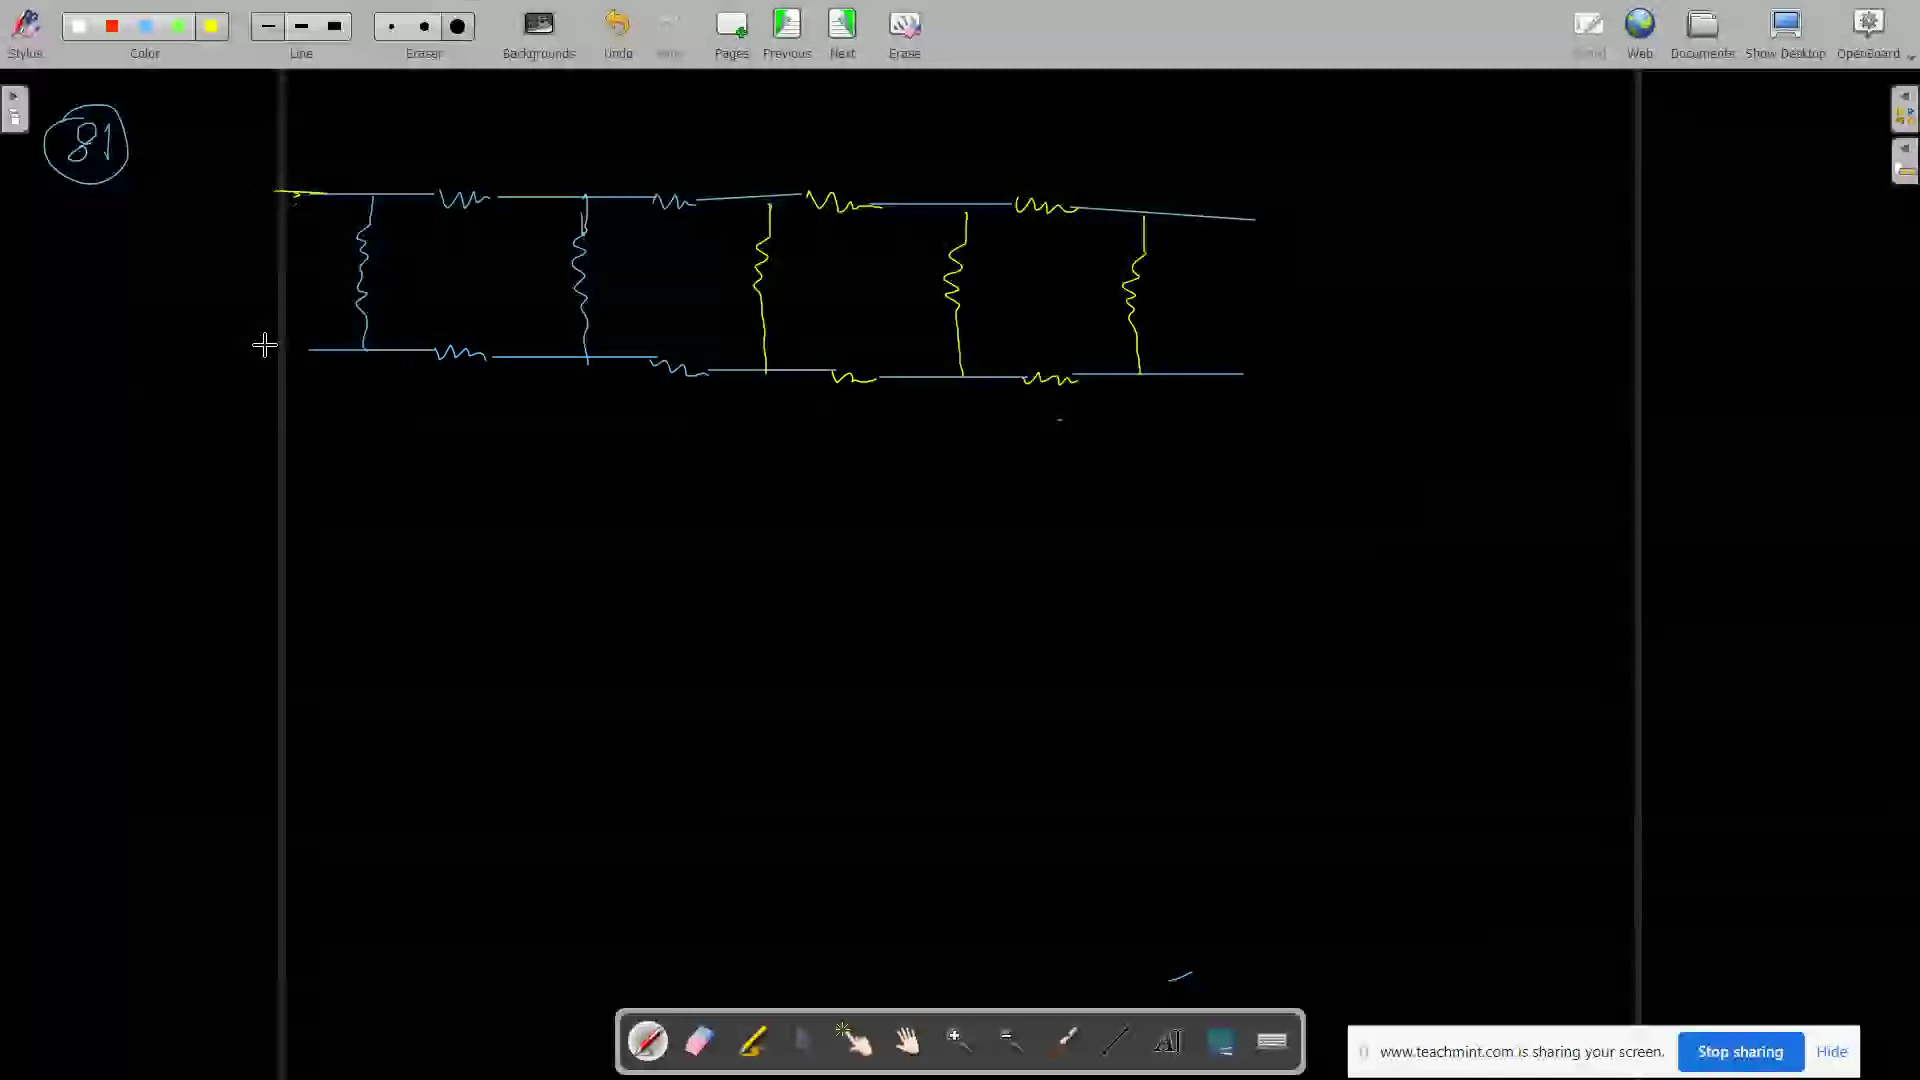 Stylus
Color
Line
Eraser
Backgrounds
Undo
Pages
Previous
Next
Erase
Web
Documents
Show Desktop
OpenBoard
81
AI
www.teachmint.com is sharing your screen.
Stop sharing
Hide